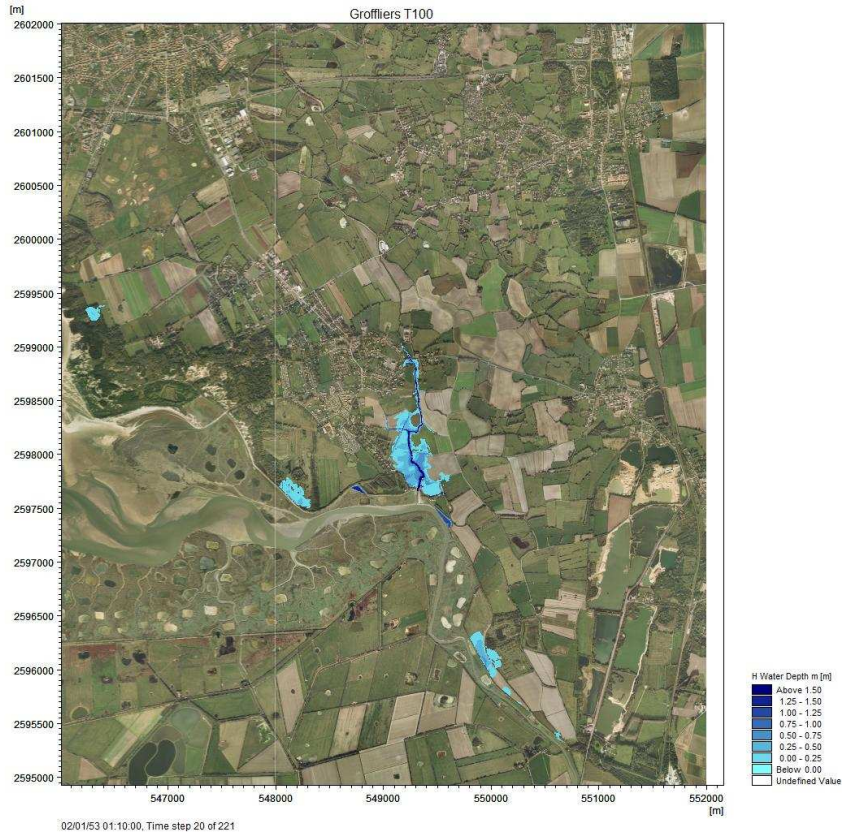 [m]
Groffliers T100
2602000
2601500
2601000
2600500
2600000
2599500
2599000
2598500
2598000
2597500
2597000
2596500
2596000
2595500
2595000
547000 548000 549000 550000 551000 552000
[m]
H Water Depth m [m]
Above 1.50
1.25 - 1.50
1.00 - 1.25
0.75 - 1.00
0.50 - 0.75
0.25 - 0.50
0.00 - 0.25
Below 0.00
Undefined Value
02/01/53 01:10:00, Time step 20 of 221